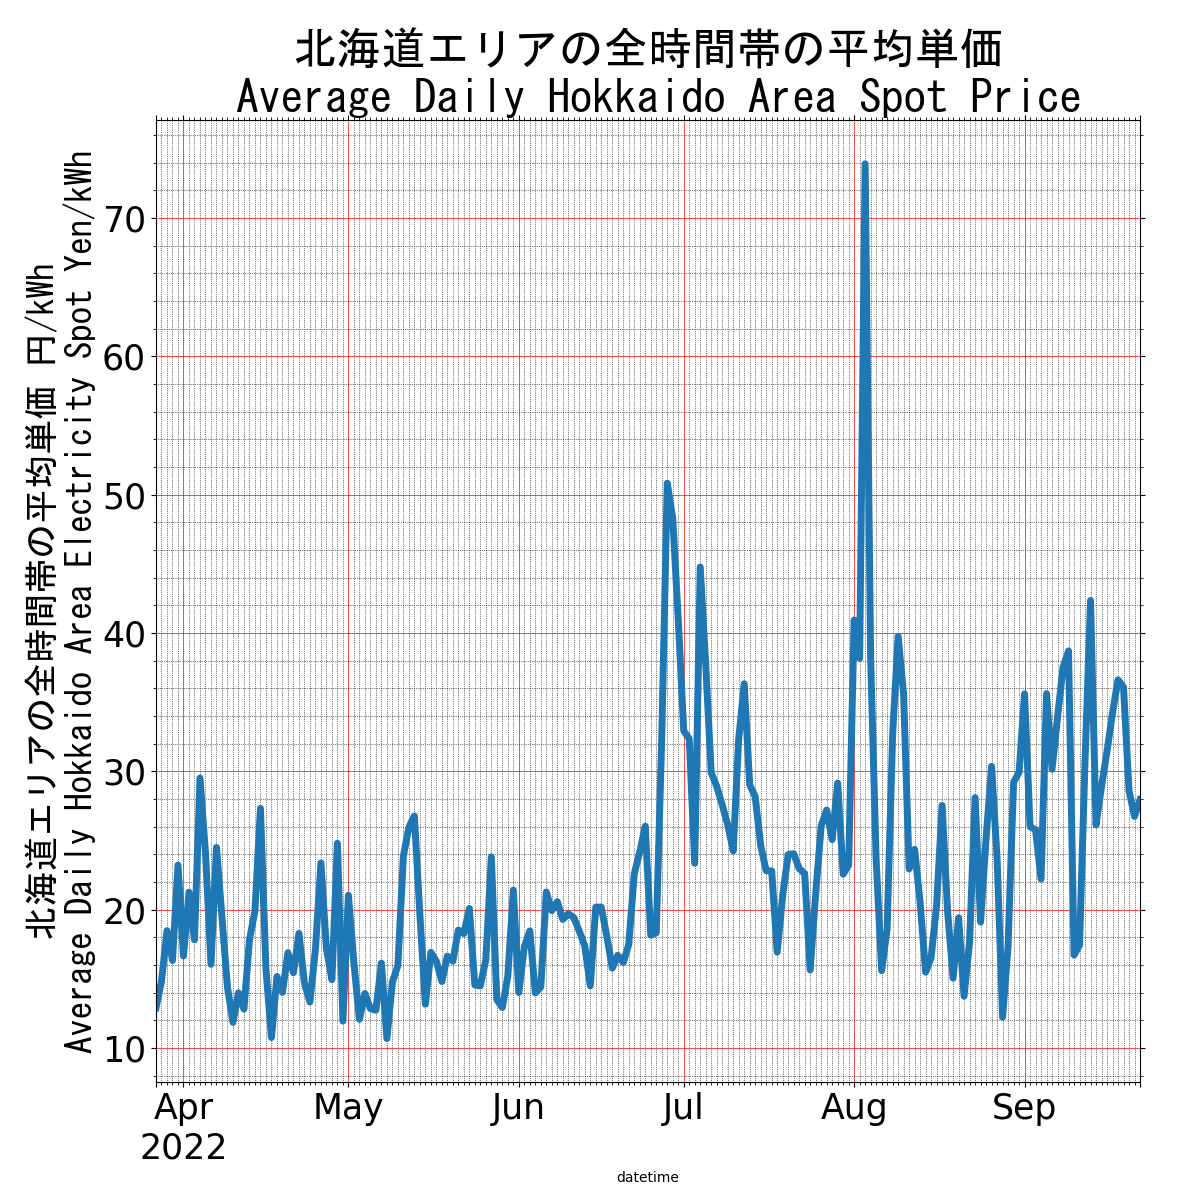 北海道エリアの全時間帯の平均単価
Average Daily Hokkaido Area Spot Price
北海道エリアの全時間帯の平均単価 円/kWh
Average Daily Hokkaido Area Electricity Spot Yen/kWh
70
60
50
40
30
20
10
Apr May Jun Jul Aug Sep
2022
datetime